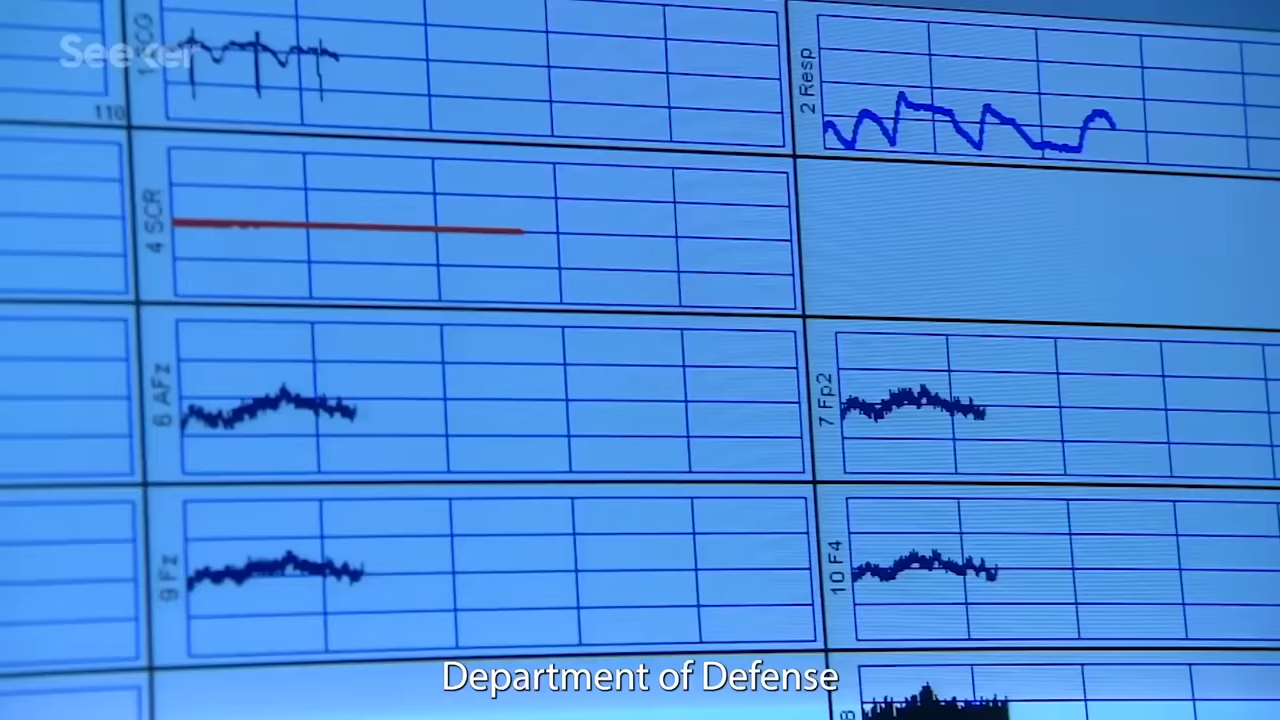 Seeker
110
2 Resp
4 SCR
6 AFz
7 Fp2
9 Fz
10 F4
Department of Defense